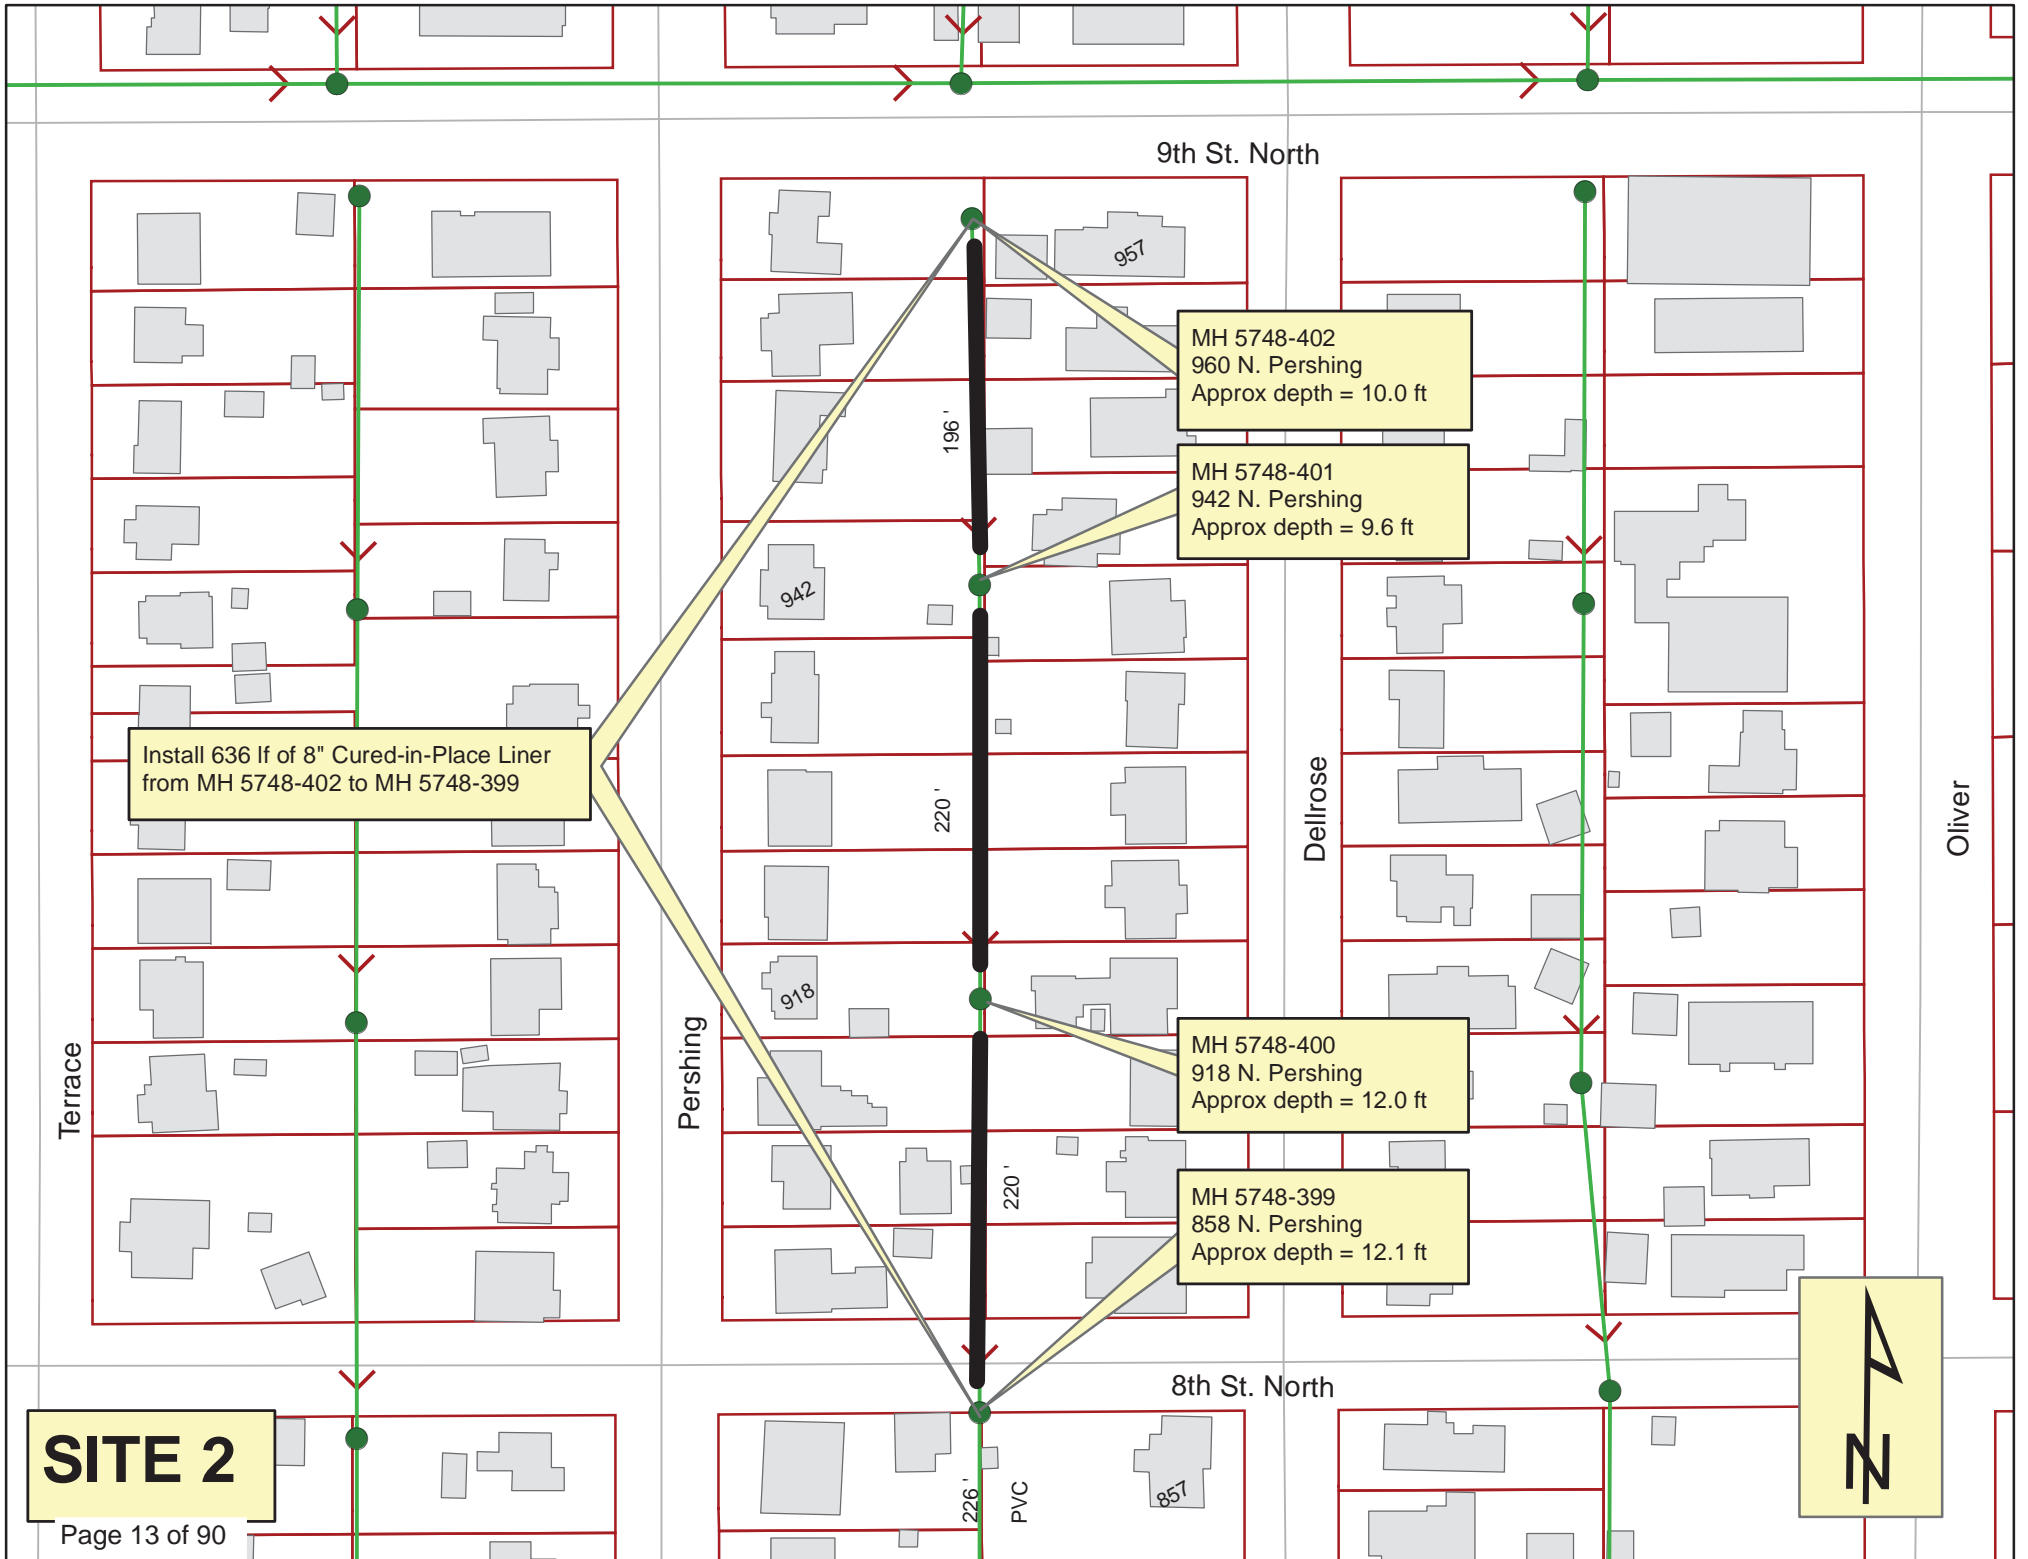 9th St. North
957
MH 5748-402
960 N. Pershing
Approx depth = 10.0 ft
196 '
MH 5748-401
942 N. Pershing
Approx depth = 9.6 ft
942
Install 636 lf of 8" Cured-in-Place Liner
from MH 5748-402 to MH 5748-399
220 '
Dellrose
Oliver
918
Terrace
Pershing
MH 5748-400
918 N. Pershing
Approx depth = 12.0 ft
220 '
MH 5748-399
858 N. Pershing
Approx depth = 12.1 ft
8th St. North
N
SITE 2
226 '
PVC
857
Page 13 of 90